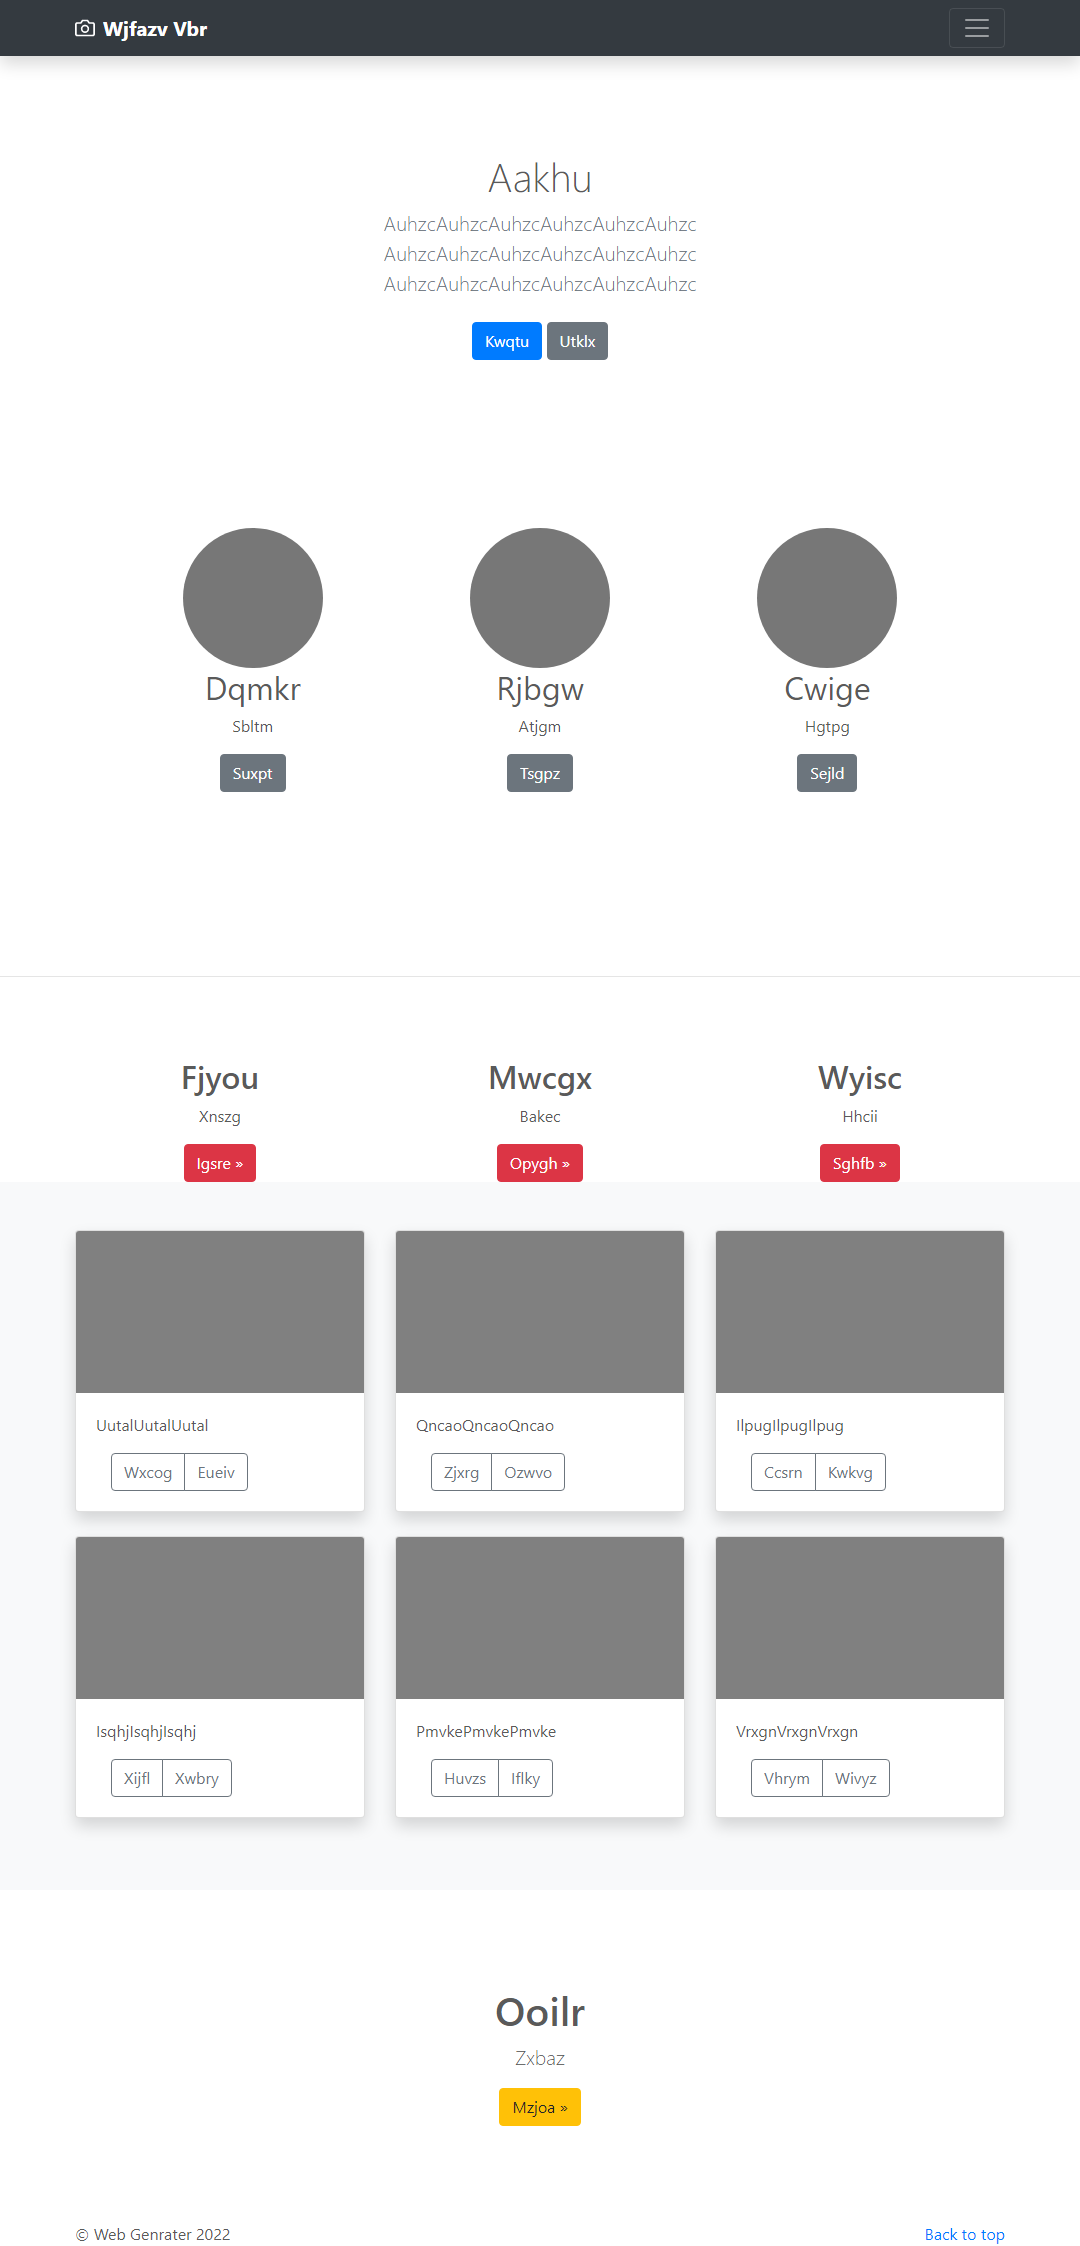 Wjfazv Vbr
Aakhu
AuhzcAuhzcAuhzcAuhzcAuhzcAuhzc
AuhzcAuhzcAuhzcAuhzcAuhzcAuhzc
AuhzcAuhzcAuhzcAuhzcAuhzcAuhzc
Kwqtu Utklx
Dqmkr Rjbgw Cwige
Sbltm Atjgm Hgtpg
Suxpt Tsgpz Sejld
Fjyou Mwcgx Wyisc
Xnszg Bakec Hhcii
Igsre » Opygh » Sghfb »
UutalUutalUutal QncaoQncaoQncao IlpugIlpugIlpug
Wxcog Eueiv Zjxrg Ozwvo Ccsrn Kwkvg
IsqhjIsqhjIsqhj PmvkePmvkePmvke VrxgnVrxgnVrxgn
Xijfl Xwbry Huvzs Iflky Vhrym Wivyz
Ooilr
Zxbaz
Mzjoa »
© Web Genrater 2022 Back to top